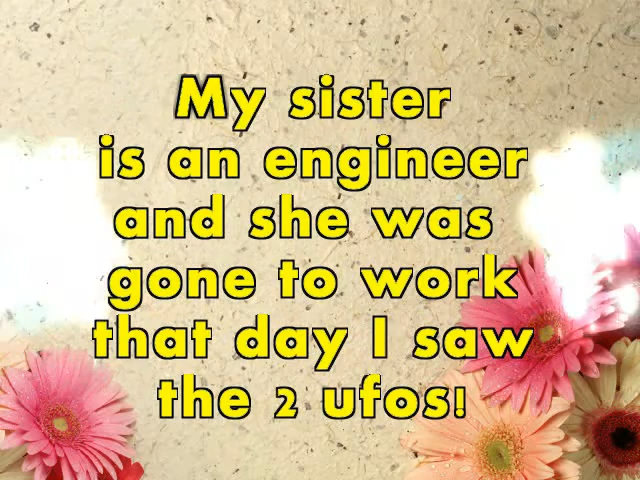 My sister
is an engineer
and she was
gone to work
that day I saw
the 2 ufos!